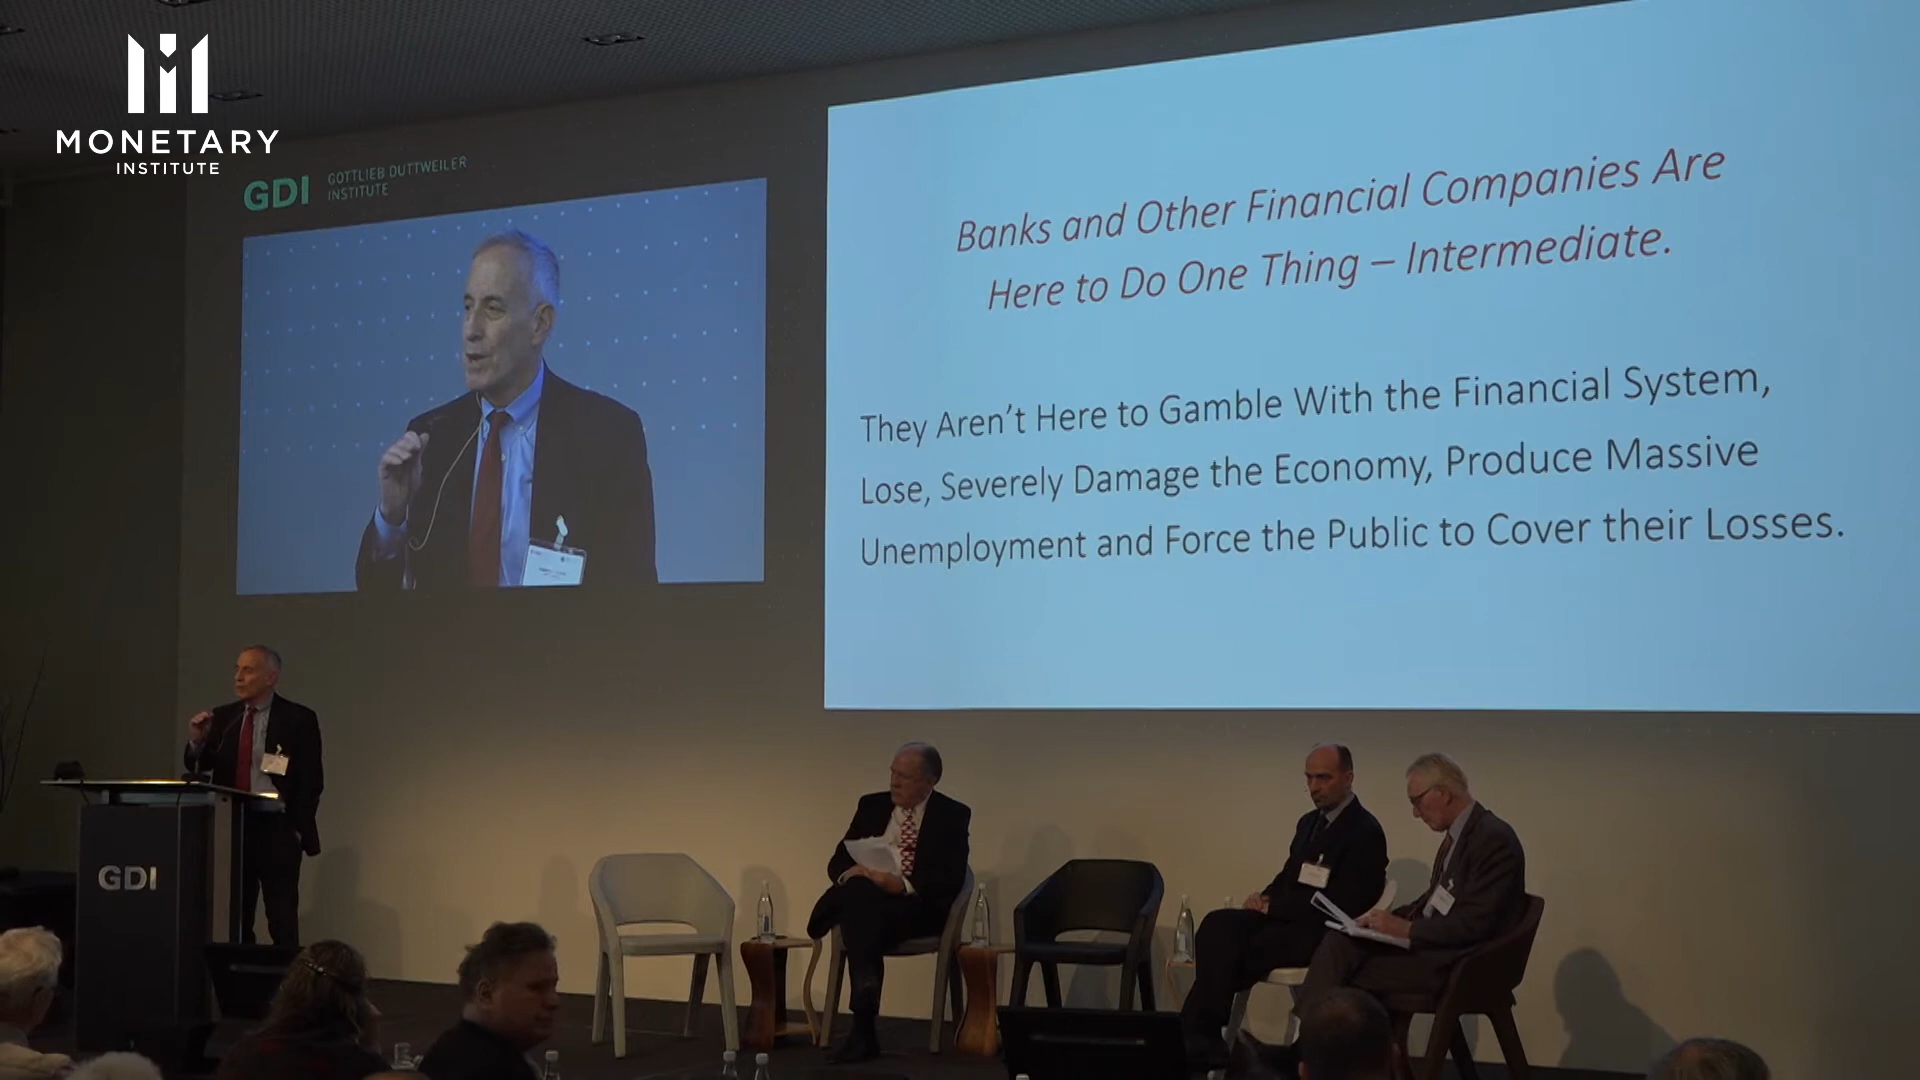 MONETARY
INSTITUTE
GDI
GOTTLIEB DUTTWEILER
INSTITUTE
Banks and Other Financial Companies Are
Here to Do One Thing – Intermediate.
They Aren't Here to Gamble With the Financial System,
Lose, Severely Damage the Economy, Produce Massive
Unemployment and Force the Public to Cover their Losses.
GDI